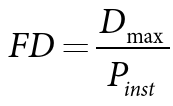 FD = D_max / P_inst